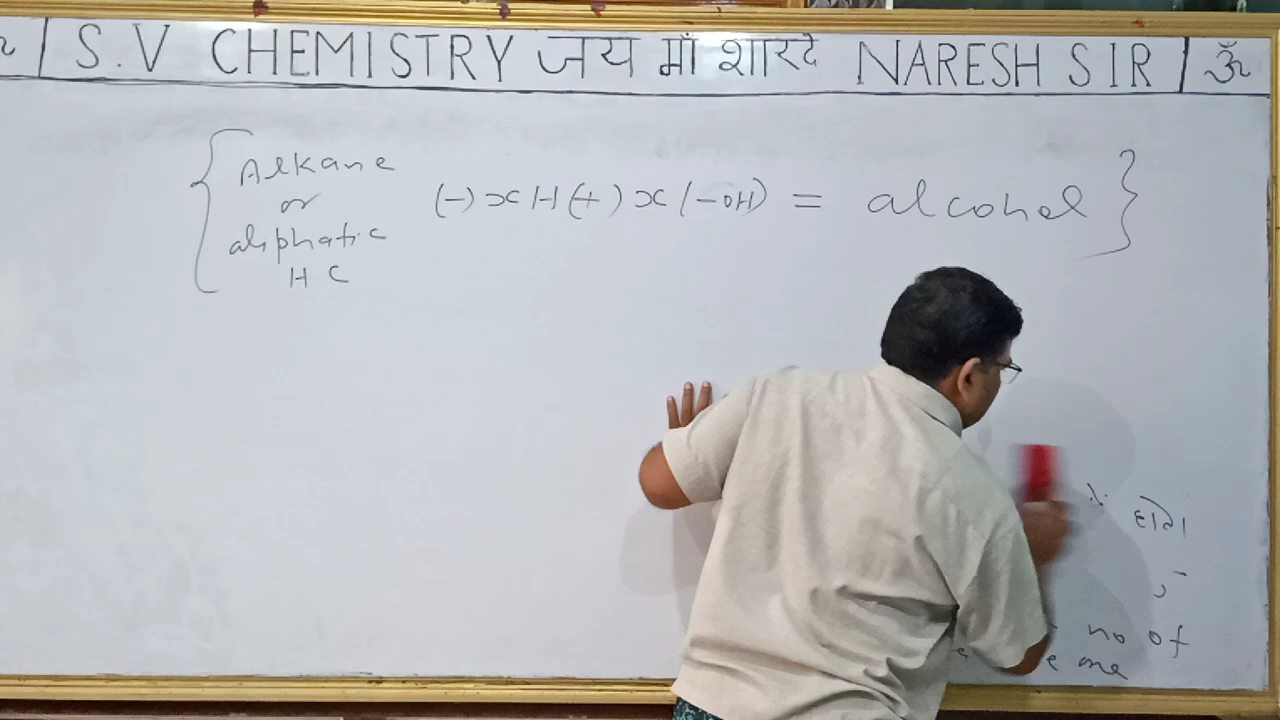 S.V CHEMISTRY जय माँ शारदे NARESH SIR ॐ
Alkane
or
aliphatic
H C
(-) x H (+) x (-OH) = alcohol
no of